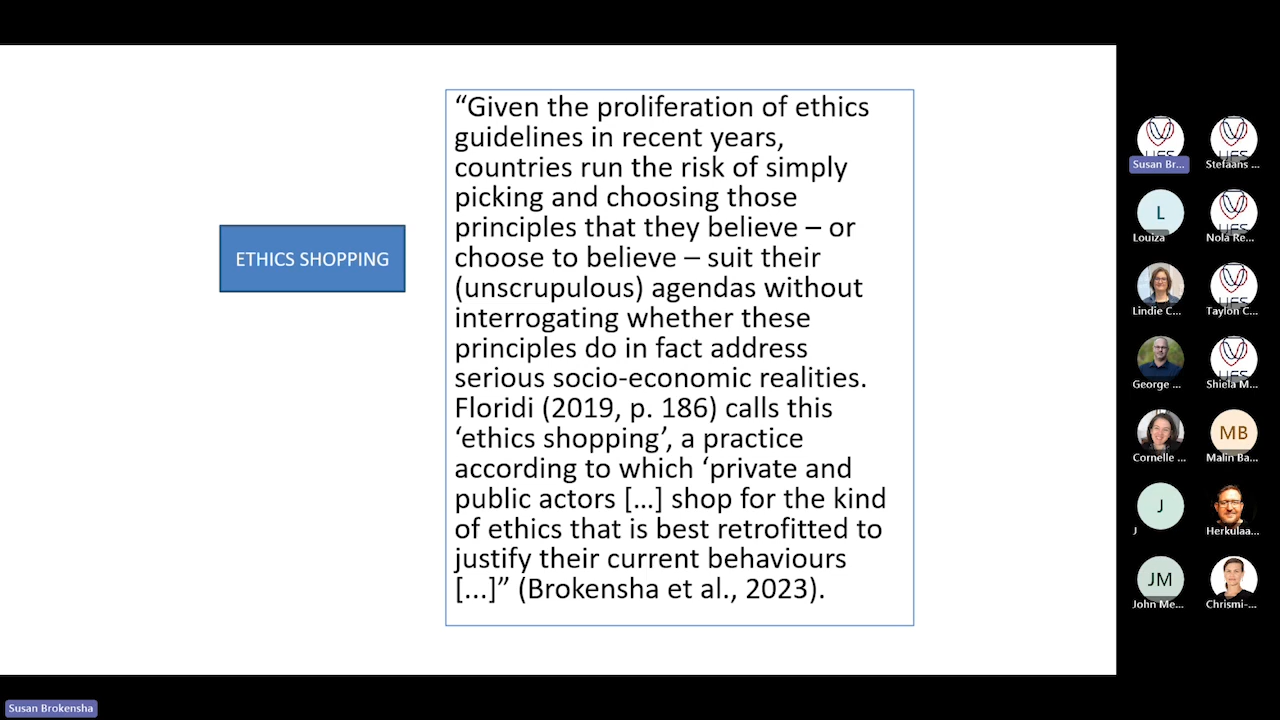 ETHICS SHOPPING
“Given the proliferation of ethics
guidelines in recent years,
countries run the risk of simply
picking and choosing those
principles that they believe – or
choose to believe – suit their
(unscrupulous) agendas without
interrogating whether these
principles do in fact address
serious socio-economic realities.
Floridi (2019, p. 186) calls this
‘ethics shopping’, a practice
according to which ‘private and
public actors […] shop for the kind
of ethics that is best retrofitted to
justify their current behaviours
[...]” (Brokensha et al., 2023).
Susan Br...
Stefaans ...
L
Louiza
Nola Re...
Lindie C...
Taylon C...
George ...
Shiela M...
Cornelle ...
MB
Malin Ba...
J
J
Herkulaa...
JM
John Me...
Chrismi-...
Susan Brokensha